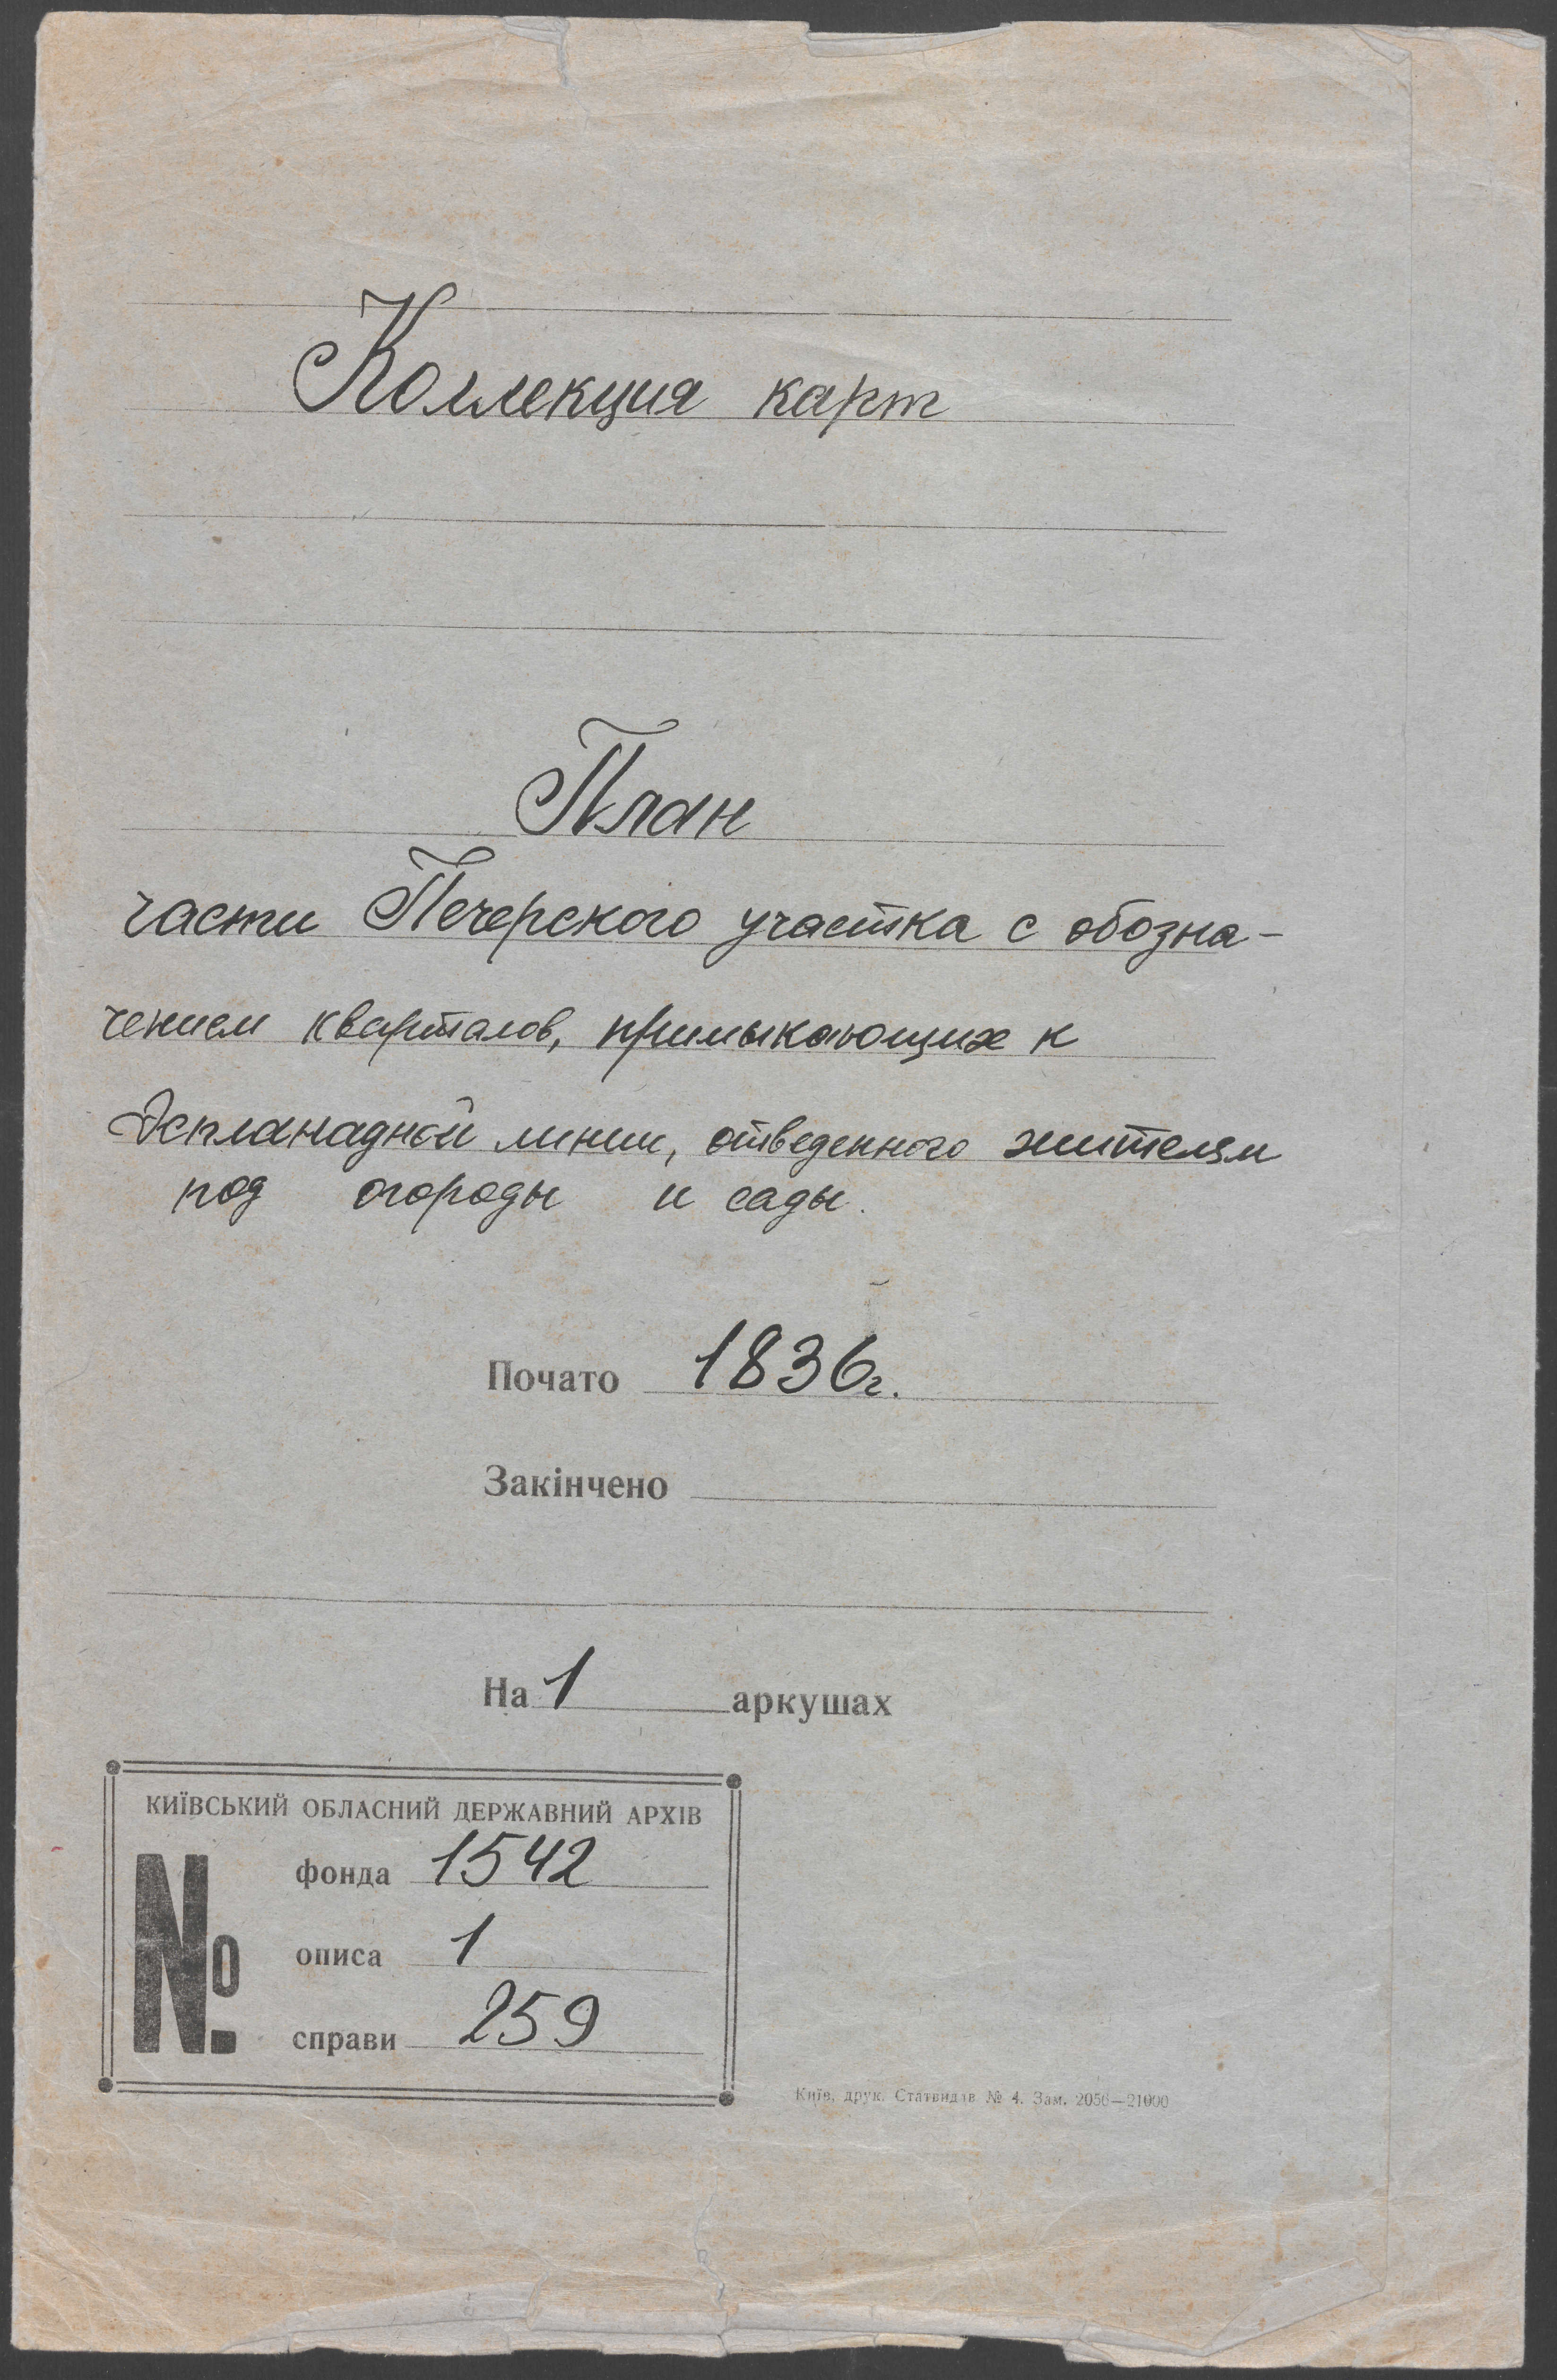 Коллекция карт
План
части Печерского участка с обозна-
чением кварталов, примыкающих к
Эспланадной линии, отведенного жителям
под огороды и сады.
Почато 1836г.
Закінчено
На 1 аркушах
КИЇВСЬКИЙ ОБЛАСНИЙ ДЕРЖАВНИЙ АРХІВ
№
фонда 1542
описа 1
справи 259
Київ, друк. Статвидав № 4. Зам. 2056—21000